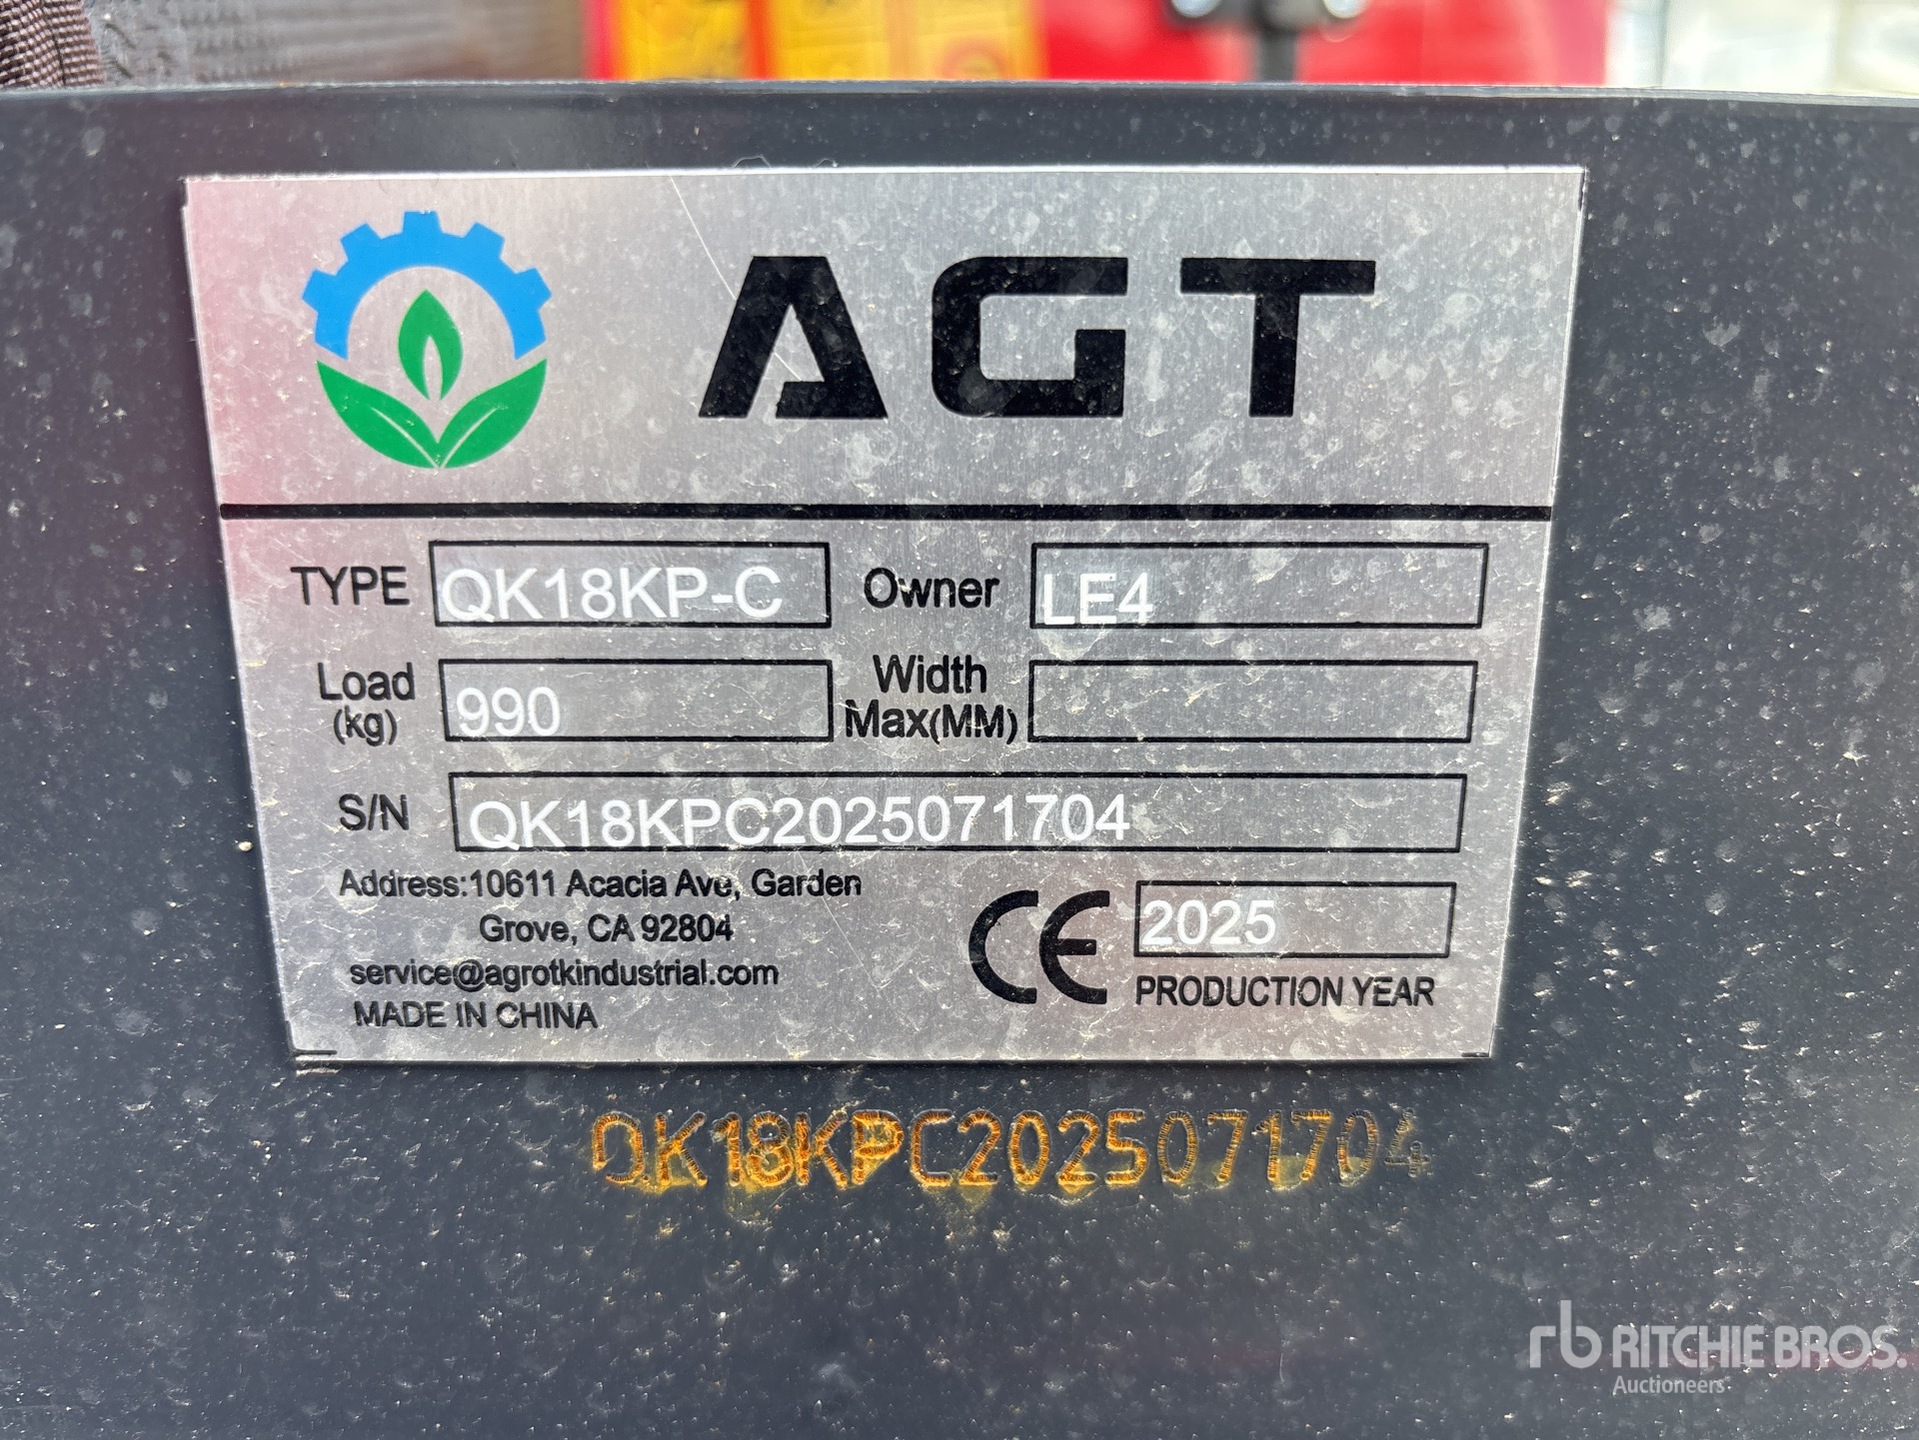 AGT
TYPE QK18KP-C Owner LE4
Load (kg) 990 Width Max(MM)
S/N QK18KPC2025071704
Address:10611 Acacia Ave, Garden
Grove, CA 92804
service@agrotkindustrial.com
MADE IN CHINA
CE 2025
PRODUCTION YEAR
QK18KPC2025071704
rb RITCHIE BROS.
Auctioneers